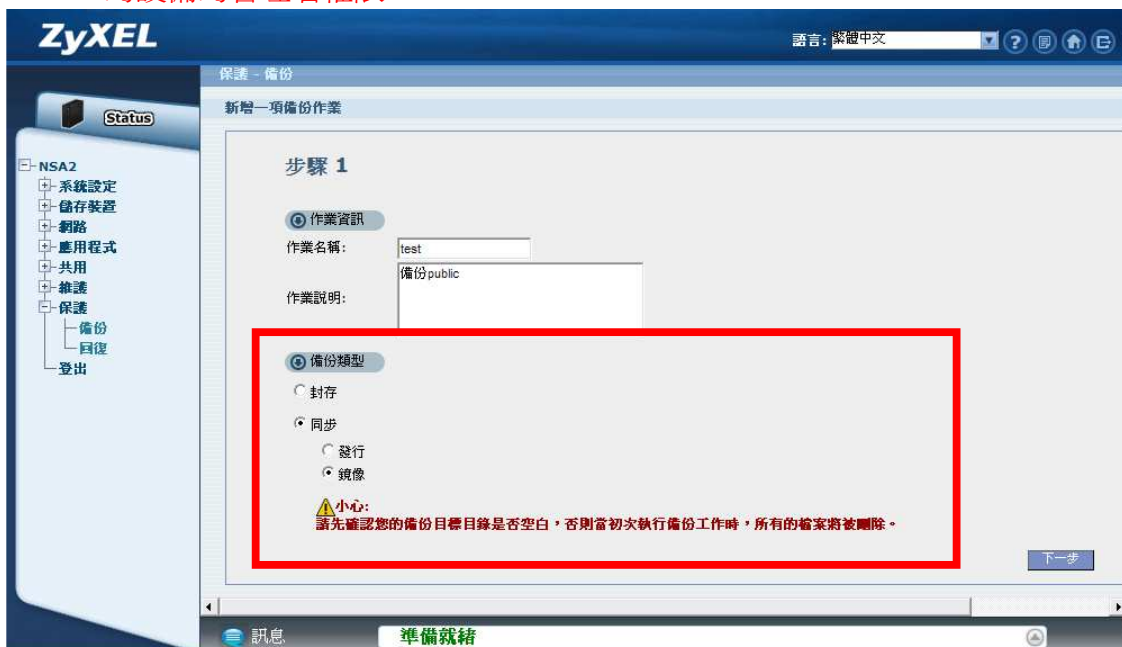 ZyXEL
語言: 繁體中文
保護 - 備份
Status
新增一項備份作業
NSA2
系統設定
儲存裝置
網路
應用程式
共用
維護
保護
備份
回復
登出
步驟 1
作業資訊
作業名稱: test
作業說明: 備份public
備份類型
封存
同步
發行
鏡像
小心:
請先確認您的備份目標目錄是否空白,否則當初次執行備份工作時,所有的檔案將被刪除。
下一步
訊息 準備就緒